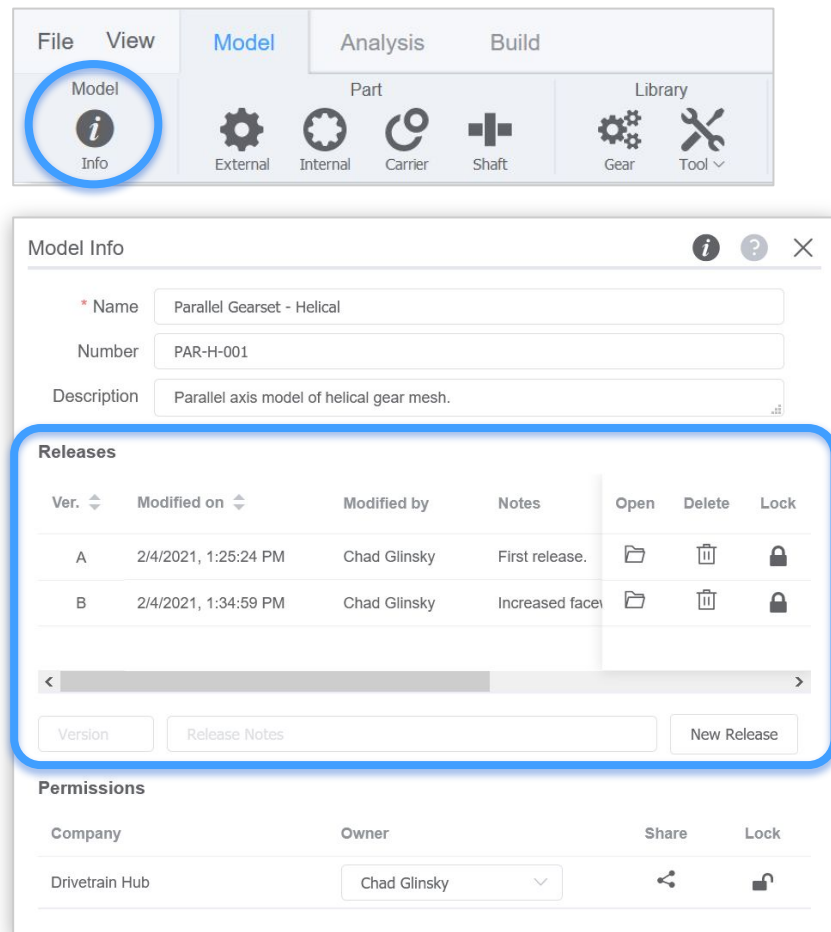 File View Model Analysis Build
Model Part Library
Info External Internal Carrier Shaft Gear Tool
Model Info
* Name Parallel Gearset - Helical
Number PAR-H-001
Description Parallel axis model of helical gear mesh.
Releases
Ver. Modified on Modified by Notes Open Delete Lock
A 2/4/2021, 1:25:24 PM Chad Glinsky First release.
B 2/4/2021, 1:34:59 PM Chad Glinsky Increased
Version Release Notes New Release
Permissions
Company Owner Share Lock
Drivetrain Hub Chad Glinsky